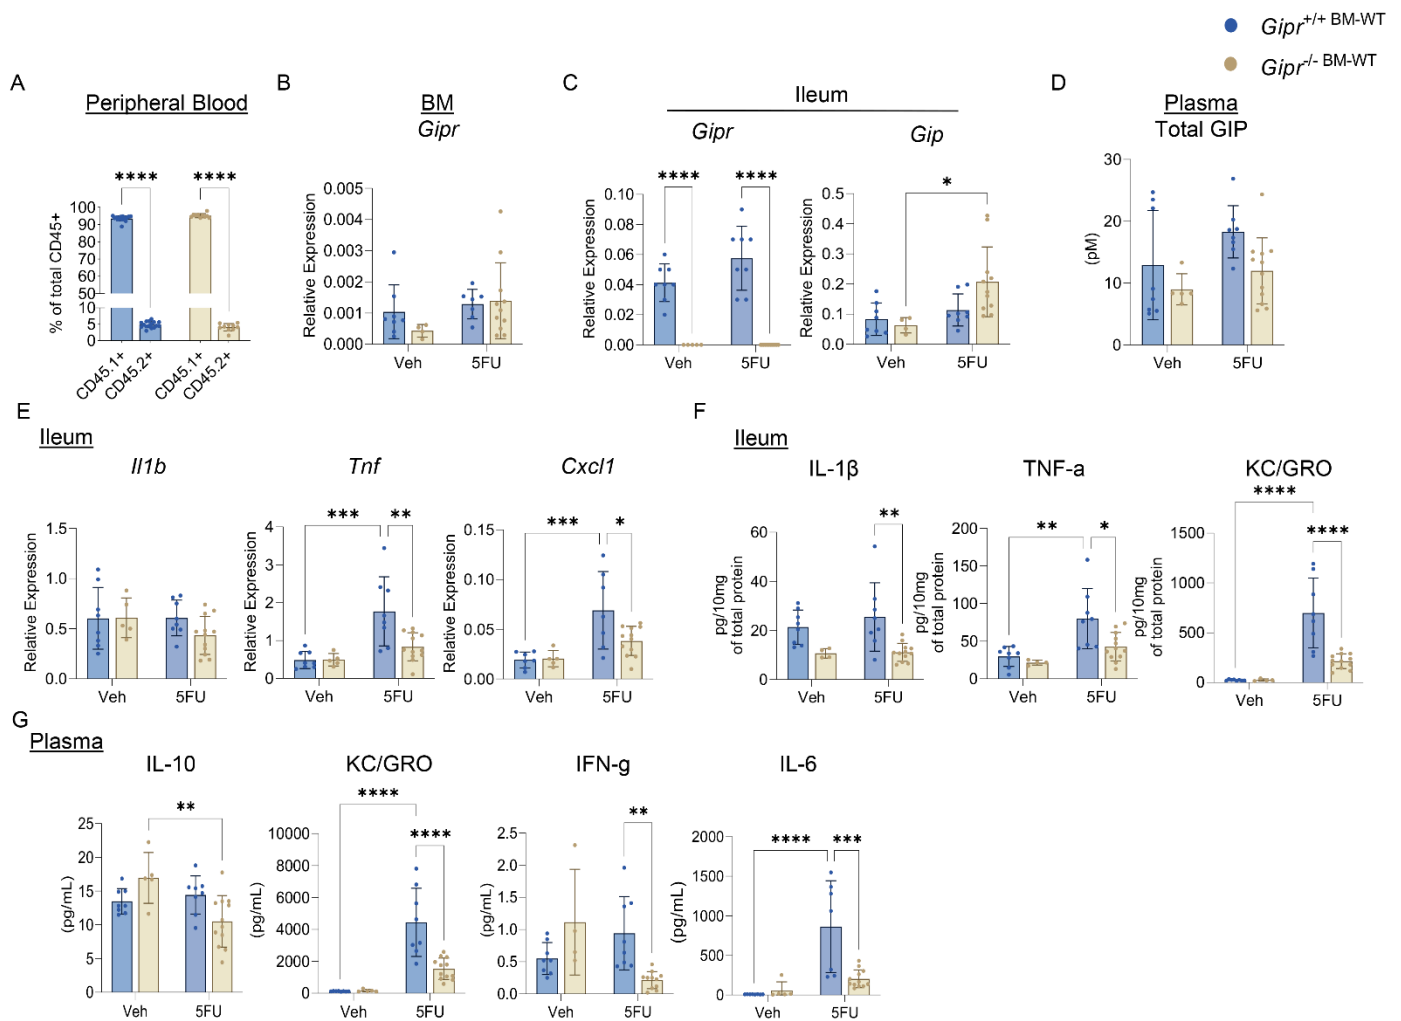 Gipr+/+ BM-WT
Gipr-/- BM-WT
A
Peripheral Blood
% of total CD45+
100
90
80
70
60
50
10
5
0
**** ****
CD45.1+ CD45.2+ CD45.1+ CD45.2+
B
BM
Gipr
Relative Expression
0.005
0.004
0.003
0.002
0.001
0.000
Veh 5FU
C
Ileum
Gipr
Relative Expression
0.10
0.08
0.06
0.04
0.02
0.00
**** ****
Veh 5FU
Gip
Relative Expression
0.5
0.4
0.3
0.2
0.1
0.0
*
Veh 5FU
D
Plasma
Total GIP
(pM)
30
20
10
0
Veh 5FU
E
Ileum
Il1b
Relative Expression
1.5
1.0
0.5
0.0
Veh 5FU
Tnf
Relative Expression
4
3
2
1
0
*** **
Veh 5FU
Cxcl1
Relative Expression
0.15
0.10
0.05
0.00
*** *
Veh 5FU
F
Ileum
IL-1β
pg/10mg
of total protein
60
40
20
0
**
Veh 5FU
TNF-a
pg/10mg
of total protein
200
150
100
50
0
** *
Veh 5FU
KC/GRO
pg/10mg
of total protein
1500
1000
500
0
****
****
Veh 5FU
G
Plasma
IL-10
(pg/mL)
25
20
15
10
5
0
**
Veh 5FU
KC/GRO
(pg/mL)
10000
8000
6000
4000
2000
0
****
****
Veh 5FU
IFN-g
(pg/mL)
2.5
2.0
1.5
1.0
0.5
0.0
**
Veh 5FU
IL-6
(pg/mL)
2000
1500
1000
500
0
**** ***
Veh 5FU